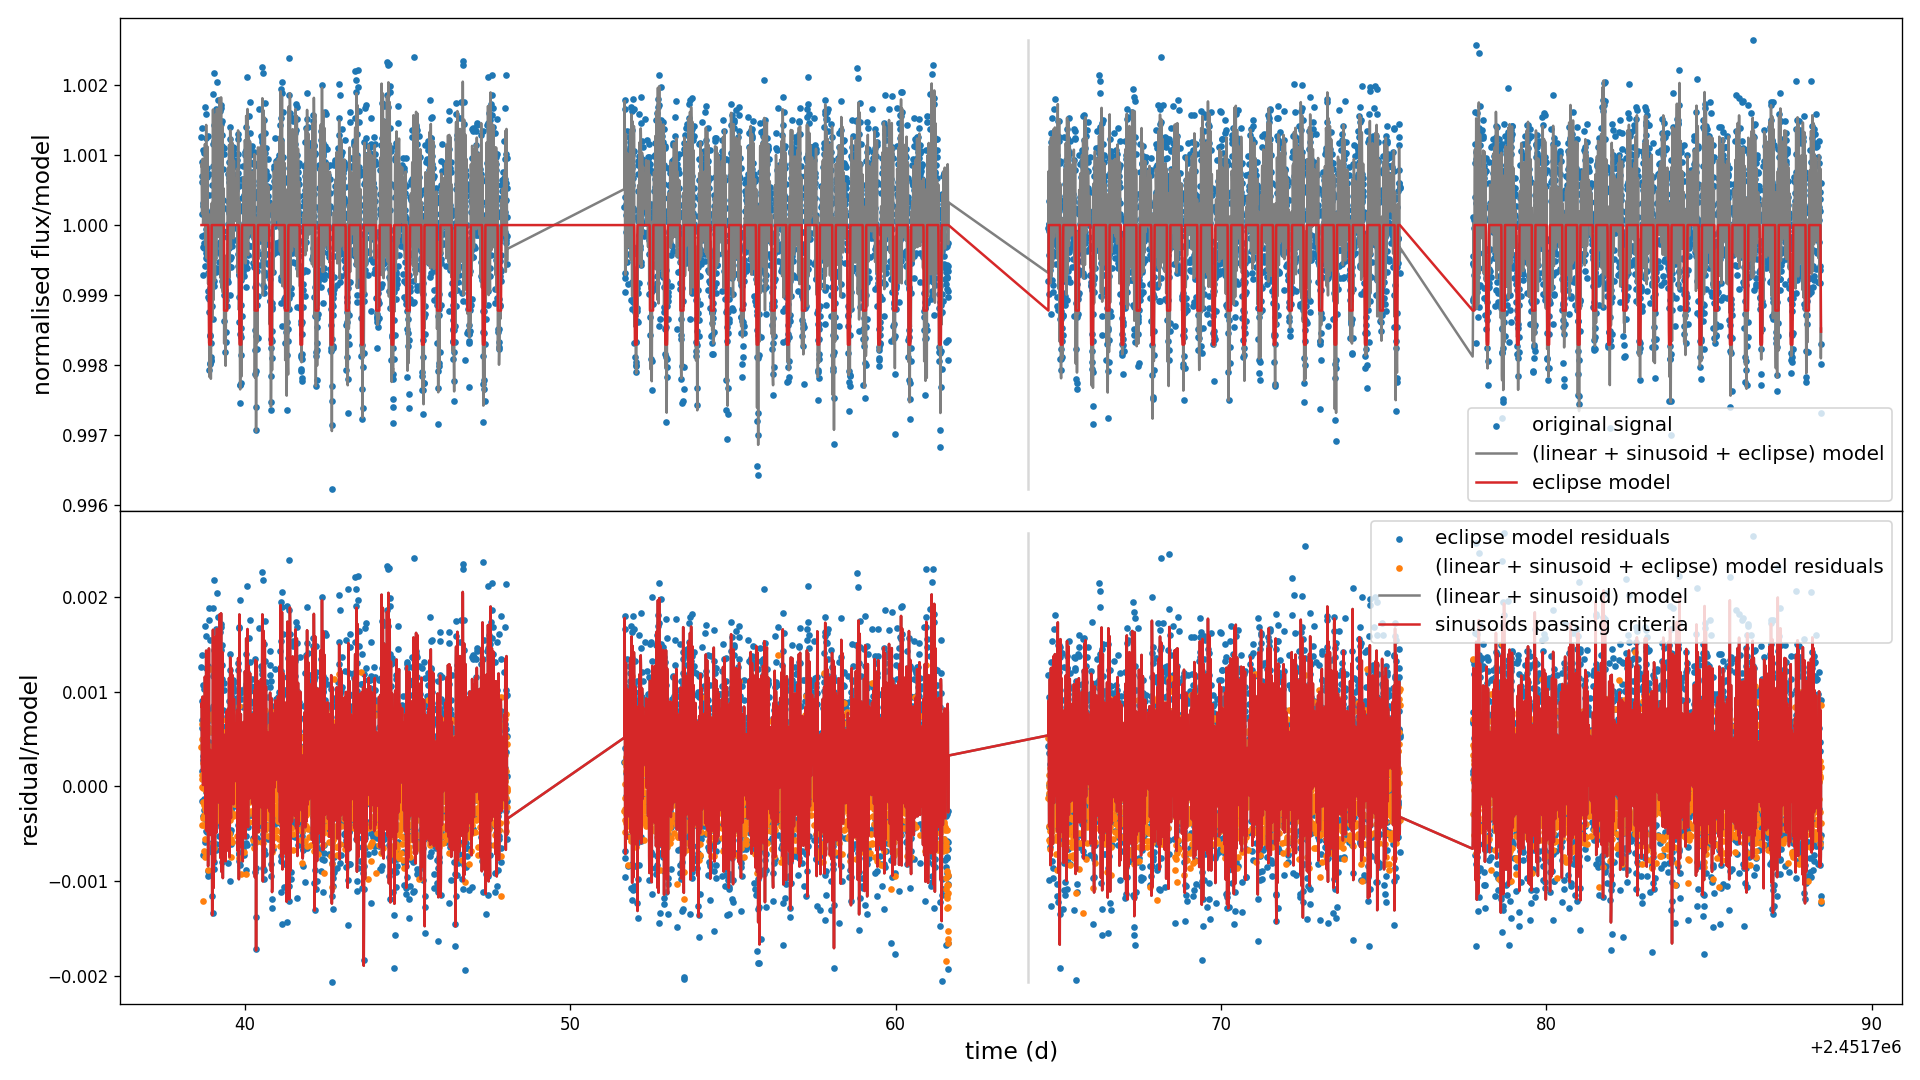 normalised flux/model
1.002
1.001
1.000
0.999
0.998
0.997
0.996
original signal
(linear + sinusoid + eclipse) model
eclipse model
residual/model
0.002
0.001
0.000
−0.001
−0.002
eclipse model residuals
(linear + sinusoid + eclipse) model residuals
(linear + sinusoid) model
sinusoids passing criteria
40
50
60
70
80
90
time (d)
+2.4517e6